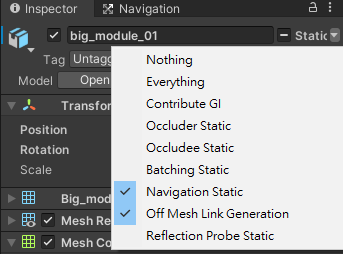 Inspector
Navigation
big_module_01
Static
Tag
Untagg
Model
Open
Nothing
Everything
Contribute GI
Occluder Static
Occludee Static
Batching Static
Navigation Static
Off Mesh Link Generation
Reflection Probe Static
Transfor
Position
Rotation
Scale
Big_mod
Mesh Re
Mesh Co